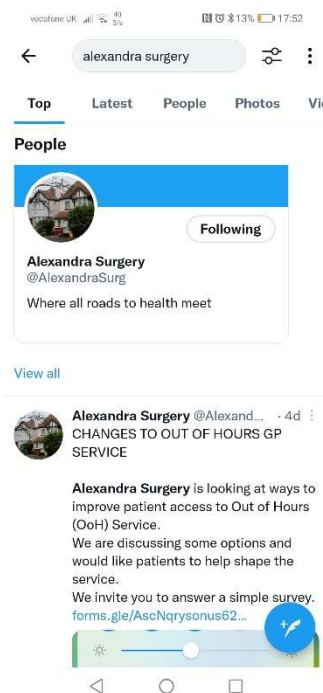 vodafone UK 13% 17:52
alexandra surgery
Top Latest People Photos Vi
People
Following
Alexandra Surgery
@AlexandraSurg
Where all roads to health meet
View all
Alexandra Surgery @Alexand... · 4d
CHANGES TO OUT OF HOURS GP
SERVICE
Alexandra Surgery is looking at ways to
improve patient access to Out of Hours
(OoH) Service.
We are discussing some options and
would like patients to help shape the
service.
We invite you to answer a simple survey.
forms.gle/AscNqrysonus62...